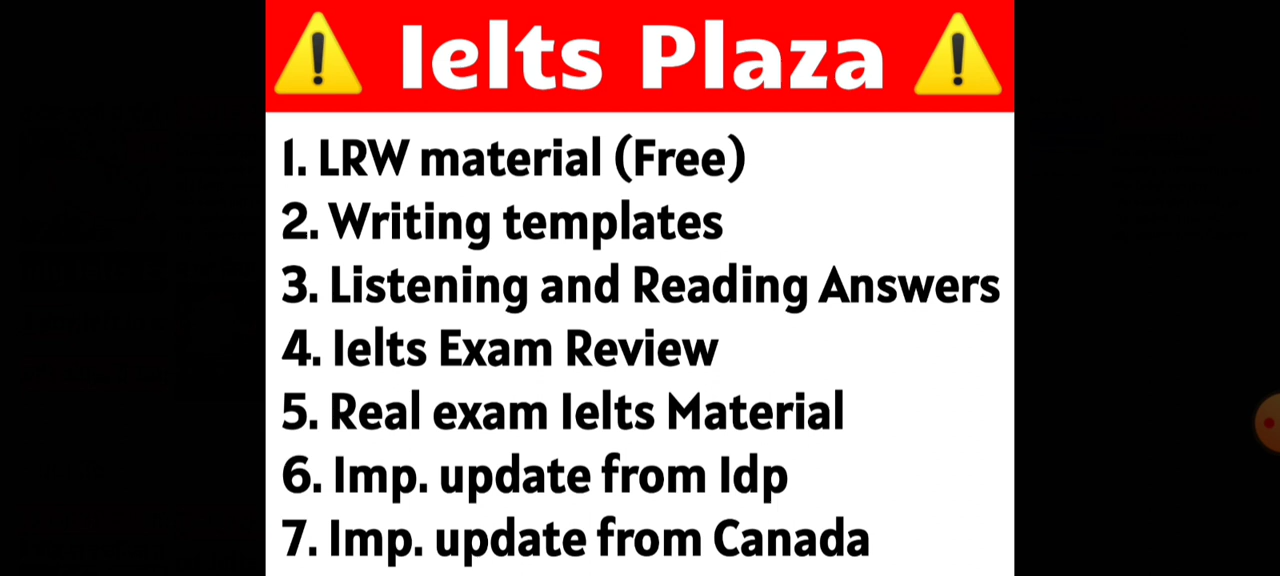 Ielts Plaza
1. LRW material (Free)
2. Writing templates
3. Listening and Reading Answers
4. Ielts Exam Review
5. Real exam Ielts Material
6. Imp. update from Idp
7. Imp. update from Canada